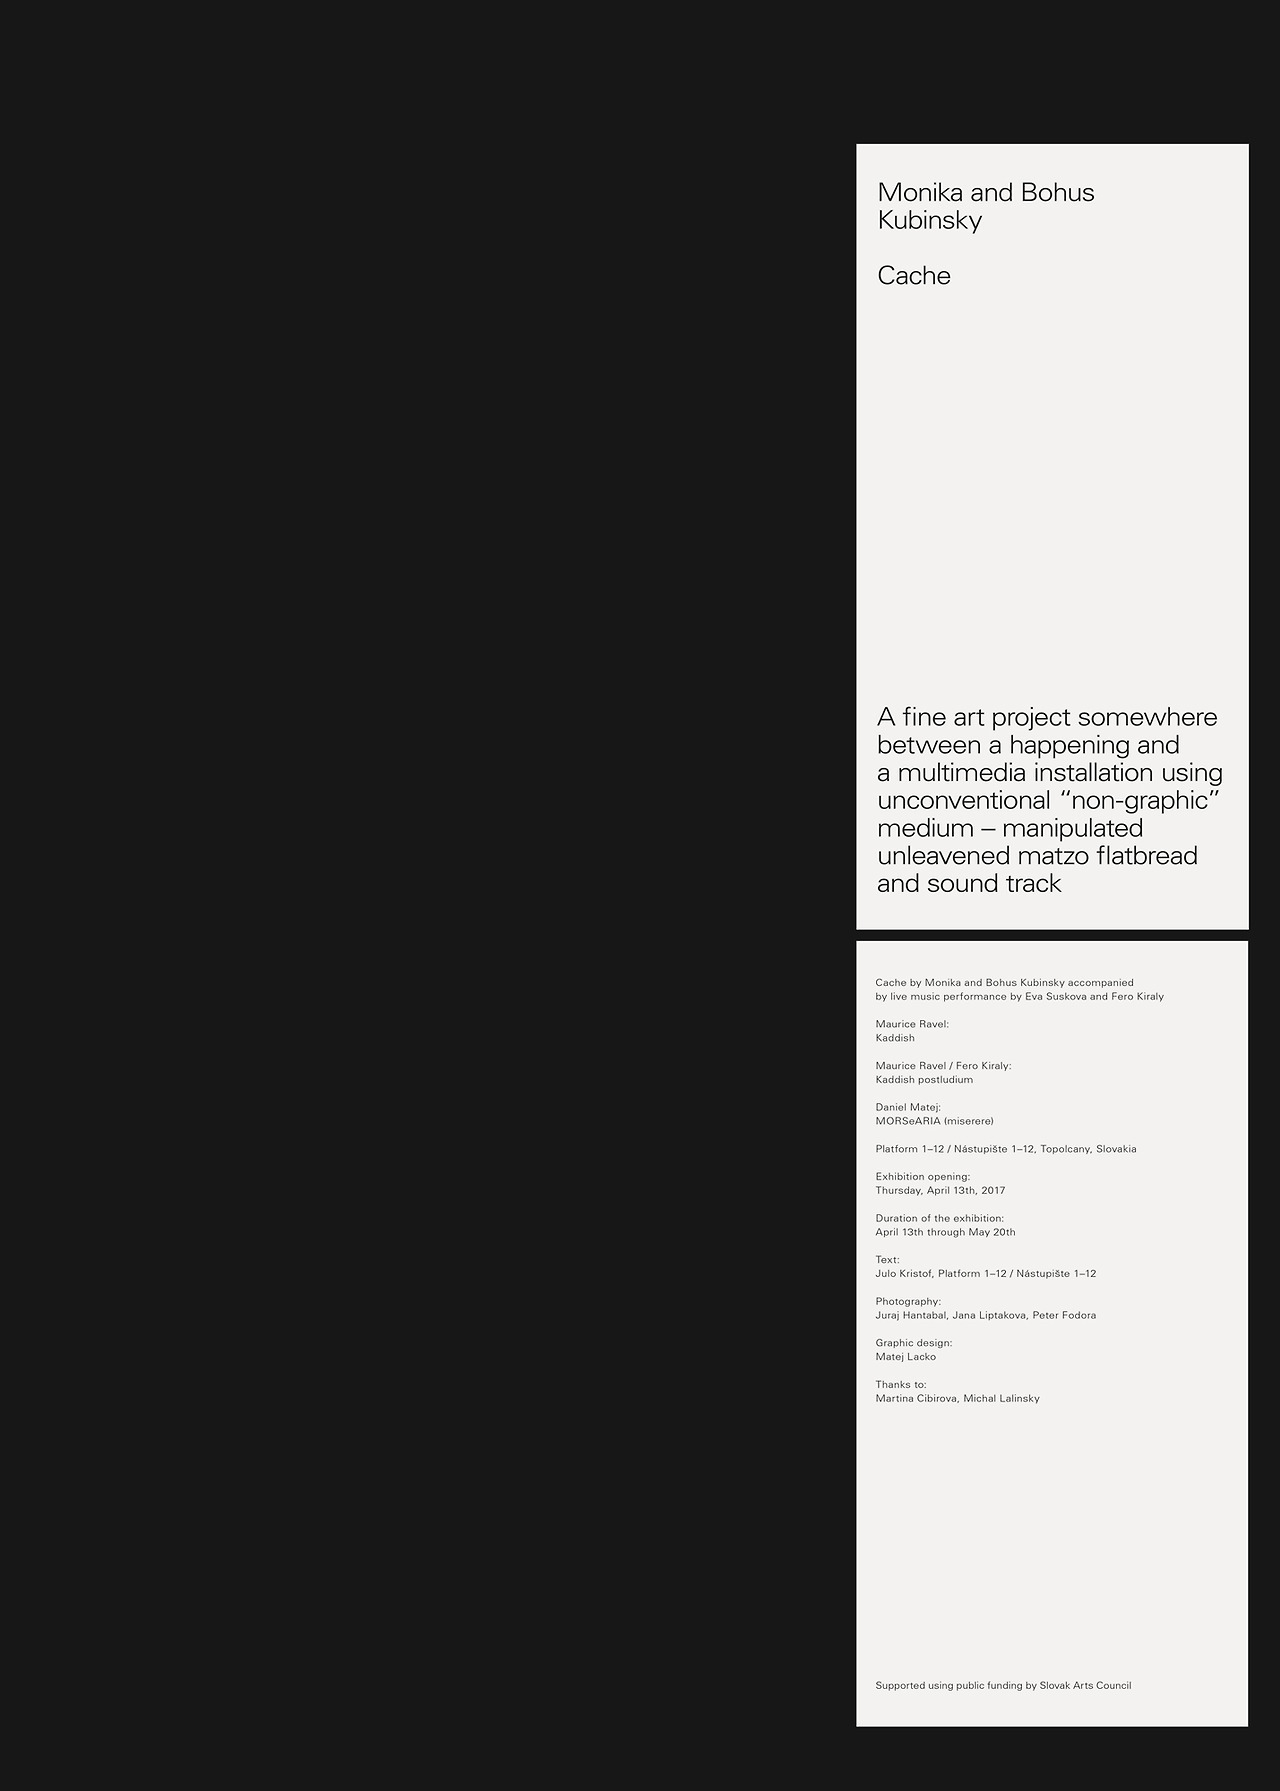 Monika and Bohus
Kubinsky
Cache
A fine art project somewhere
between a happening and
a multimedia installation using
unconventional “non-graphic”
medium – manipulated
unleavened matzo flatbread
and sound track
Cache by Monika and Bohus Kubinsky accompanied
by live music performance by Eva Suskova and Fero Kiraly
Maurice Ravel:
Kaddish
Maurice Ravel / Fero Kiraly:
Kaddish postludium
Daniel Matej:
MORSeARIA (miserere)
Platform 1–12 / Nástupište 1–12, Topolcany, Slovakia
Exhibition opening:
Thursday, April 13th, 2017
Duration of the exhibition:
April 13th through May 20th
Text:
Julo Kristof, Platform 1–12 / Nástupište 1–12
Photography:
Juraj Hantabal, Jana Liptakova, Peter Fodora
Graphic design:
Matej Lacko
Thanks to:
Martina Cibirova, Michal Lalinsky
Supported using public funding by Slovak Arts Council